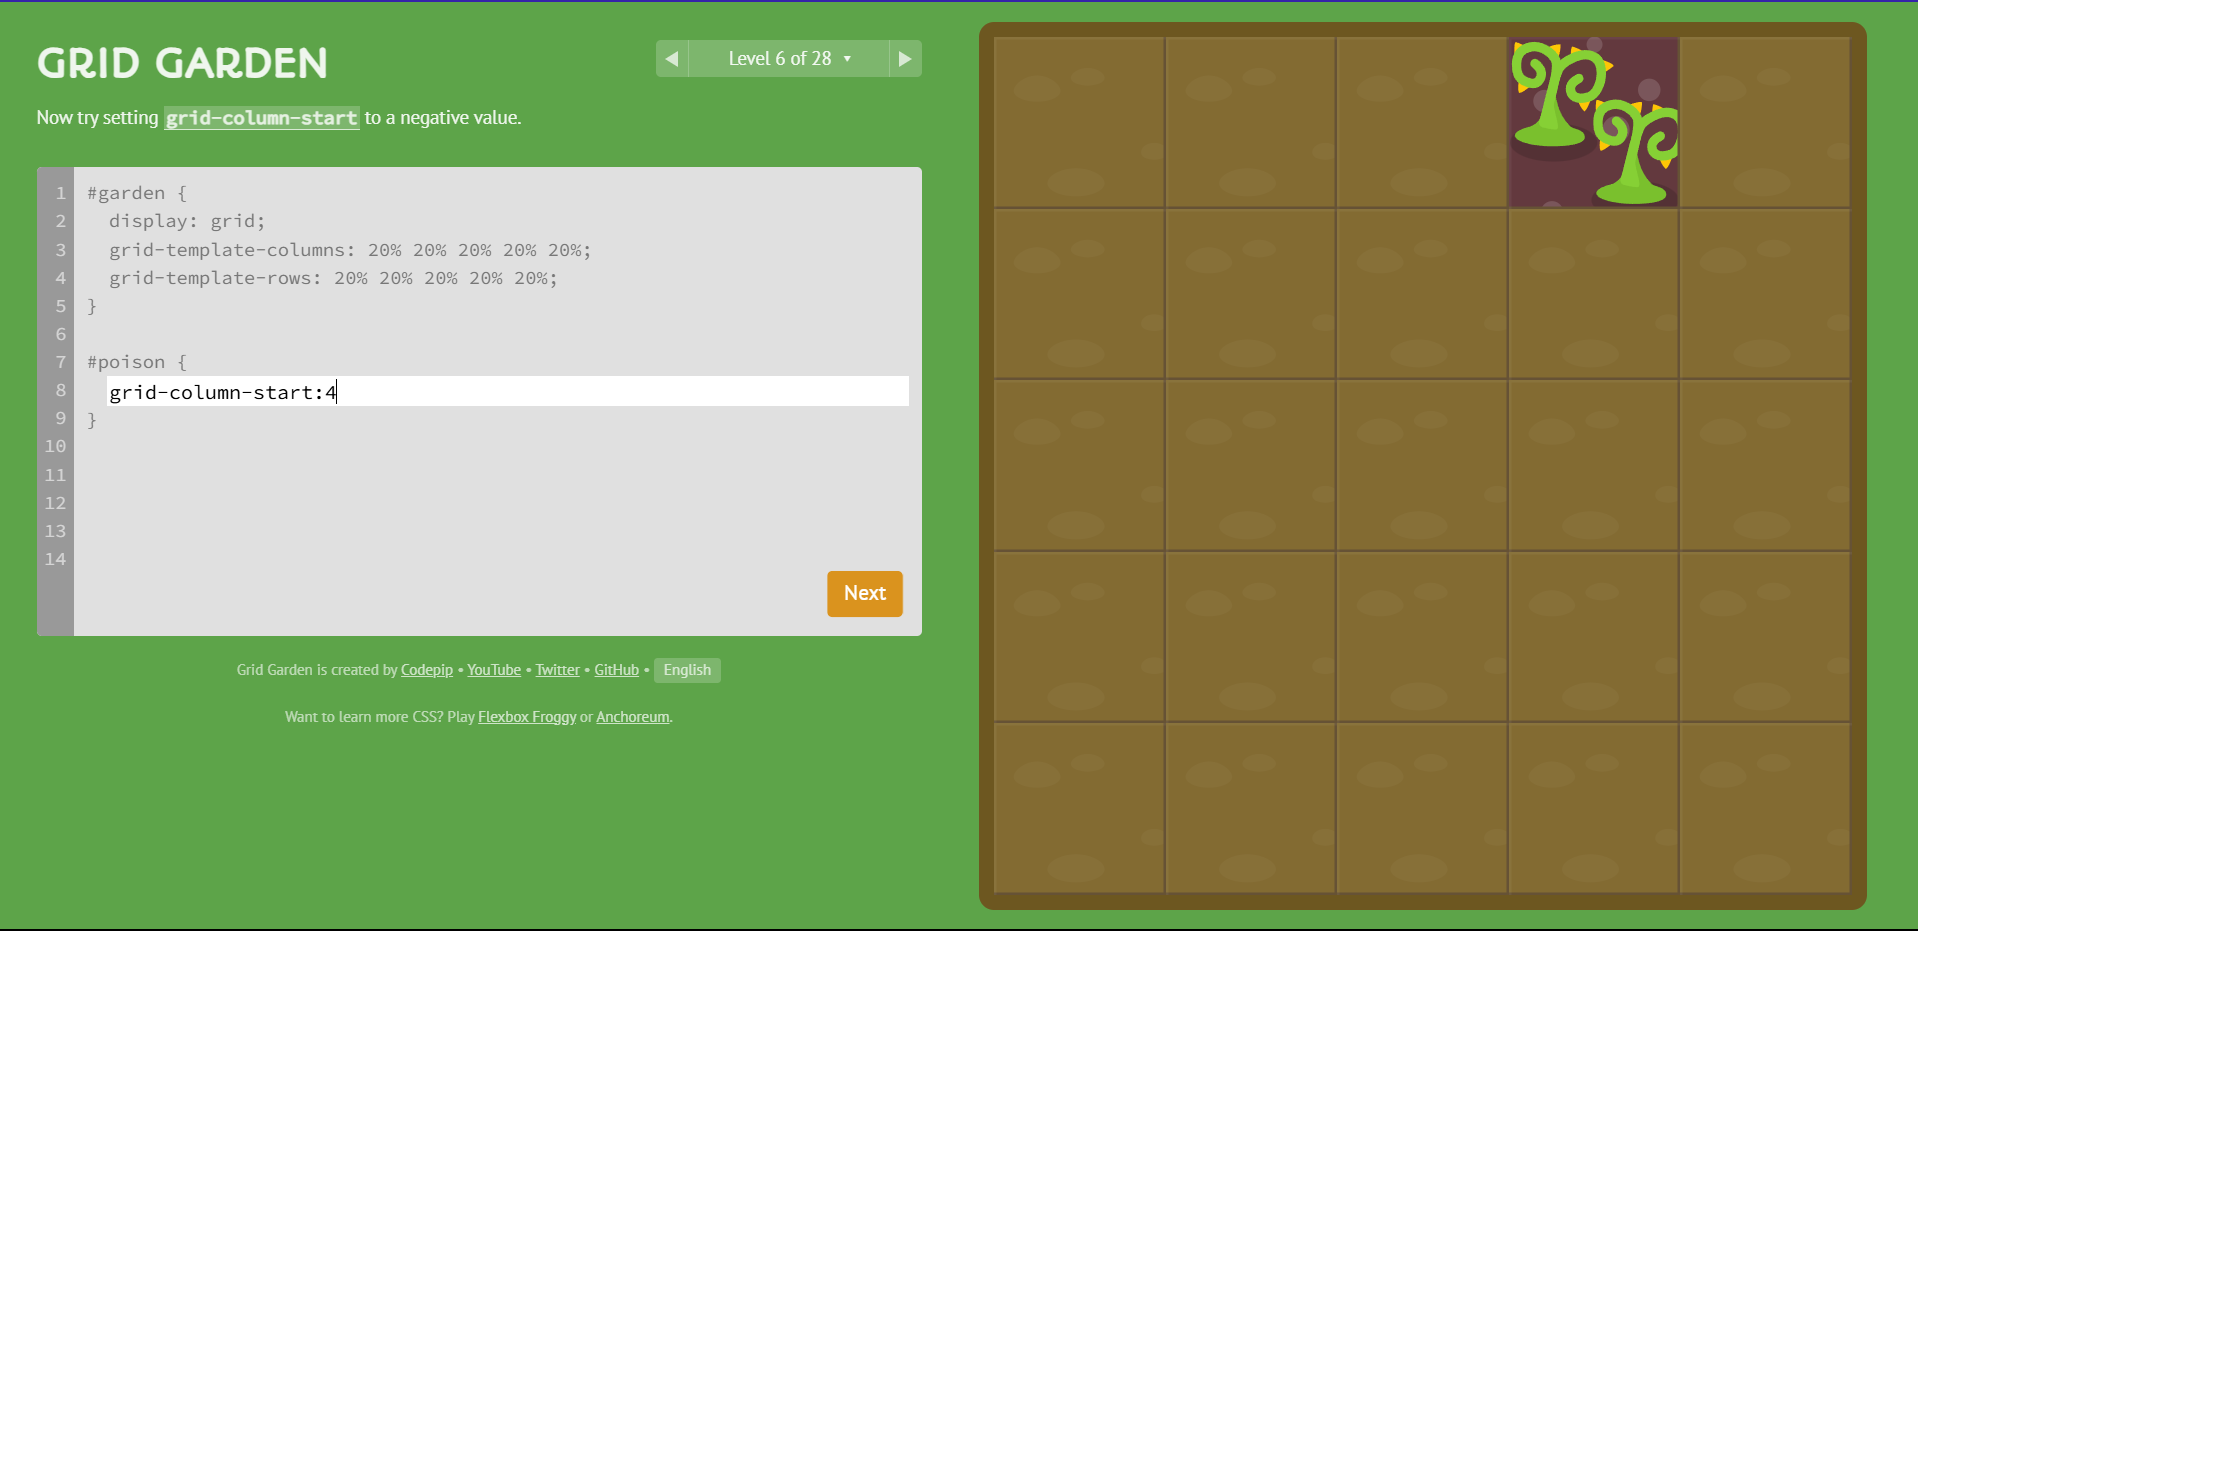 GRID GARDEN
◀ Level 6 of 28 ▼ ▶
Now try setting grid-column-start to a negative value.
1 #garden {
2   display: grid;
3   grid-template-columns: 20% 20% 20% 20% 20%;
4   grid-template-rows: 20% 20% 20% 20% 20%;
5 }
6
7 #poison {
8   grid-column-start:4
9 }
10
11
12
13
14
Next
Grid Garden is created by Codepip • YouTube • Twitter • GitHub • English
Want to learn more CSS? Play Flexbox Froggy or Anchoreum.